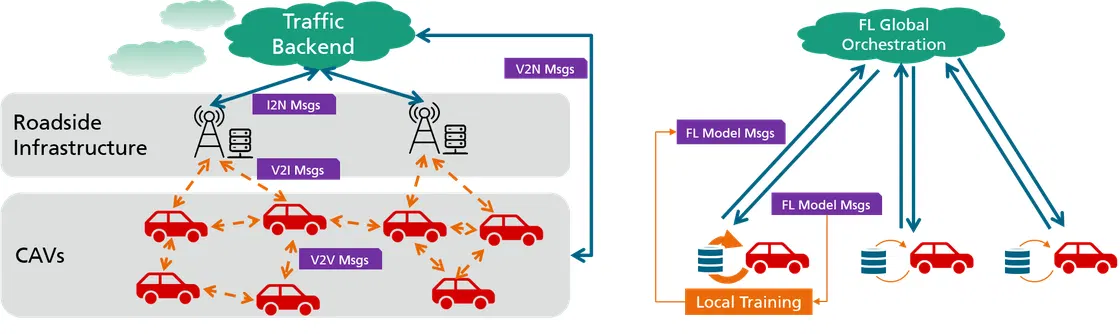 Traffic
Backend
V2N Msgs
I2N Msgs
Roadside
Infrastructure
V2I Msgs
CAVs
V2V Msgs
FL Global
Orchestration
FL Model Msgs
FL Model Msgs
Local Training